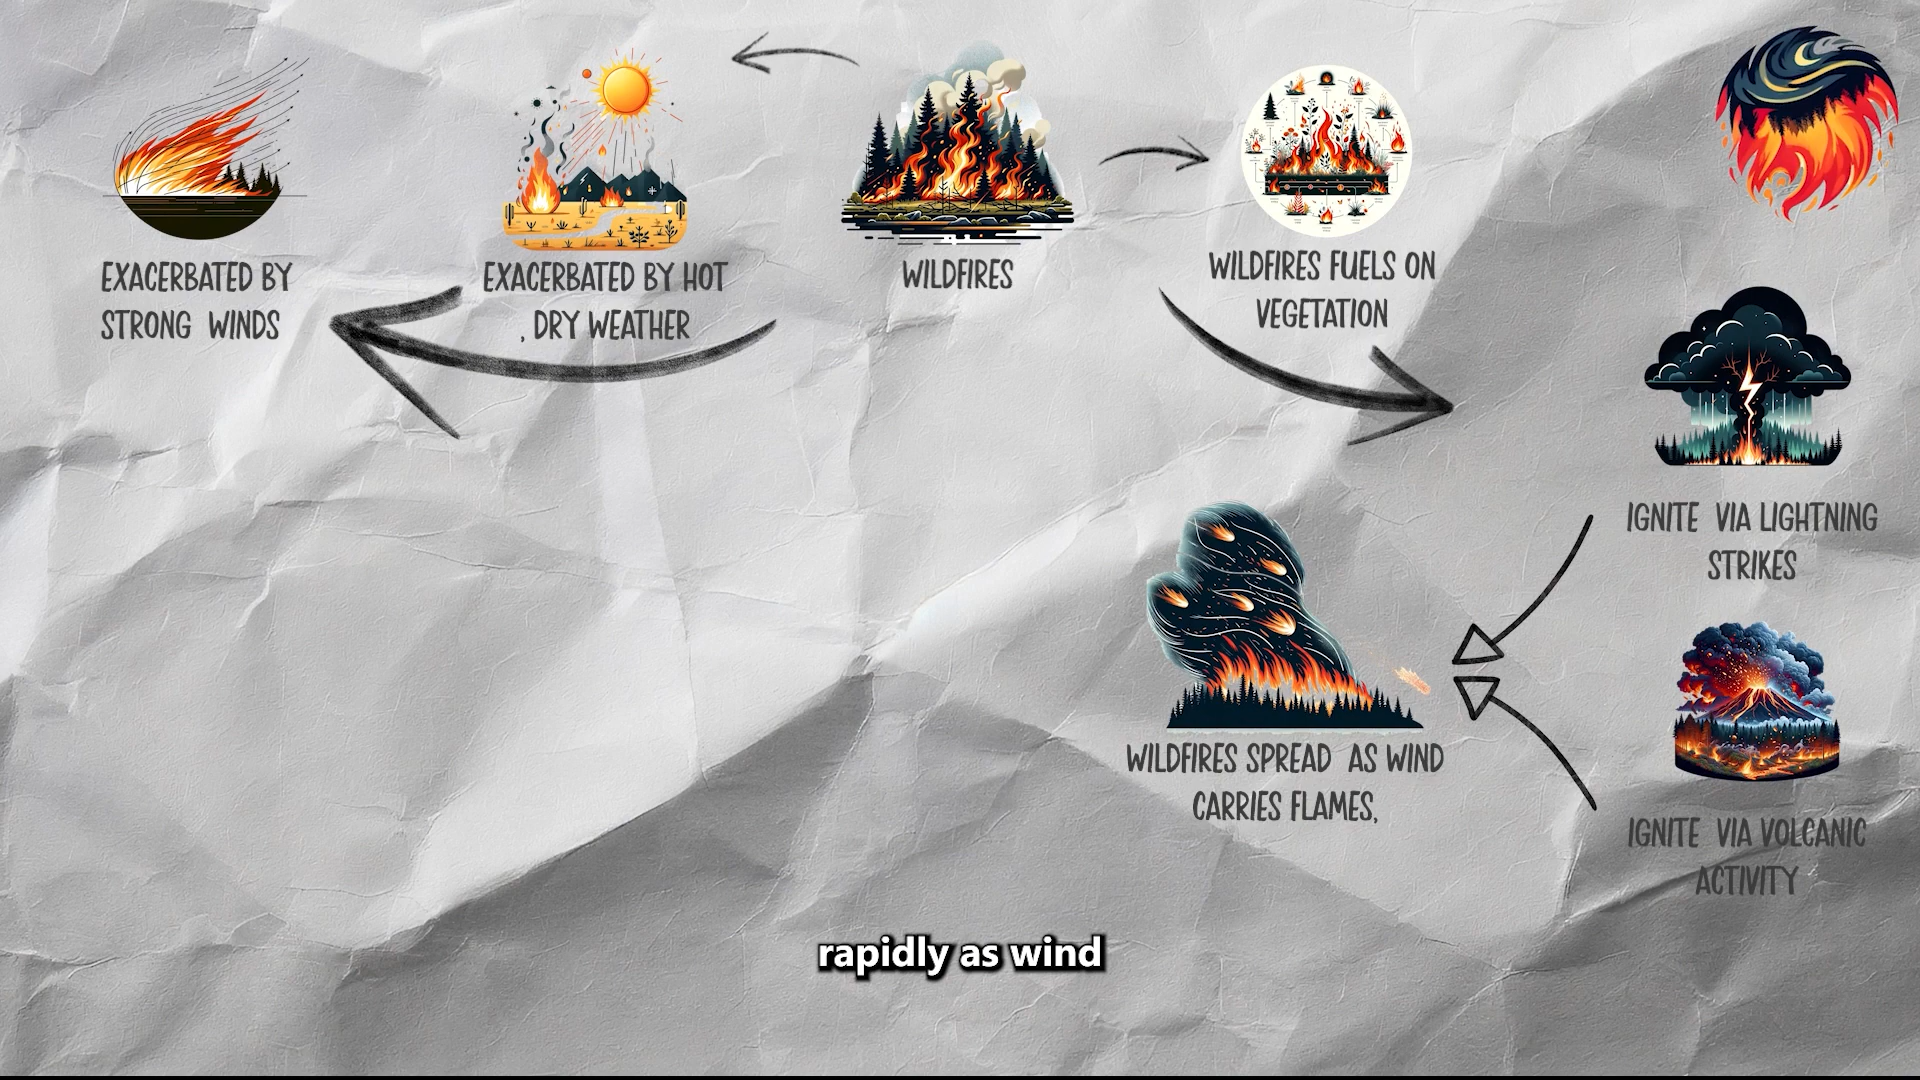 EXACERBATED BY
STRONG WINDS
EXACERBATED BY HOT
, DRY WEATHER
WILDFIRES
WILDFIRES FUELS ON
VEGETATION
IGNITE VIA LIGHTNING
STRIKES
WILDFIRES SPREAD AS WIND
CARRIES FLAMES,
IGNITE VIA VOLCANIC
ACTIVITY
rapidly as wind